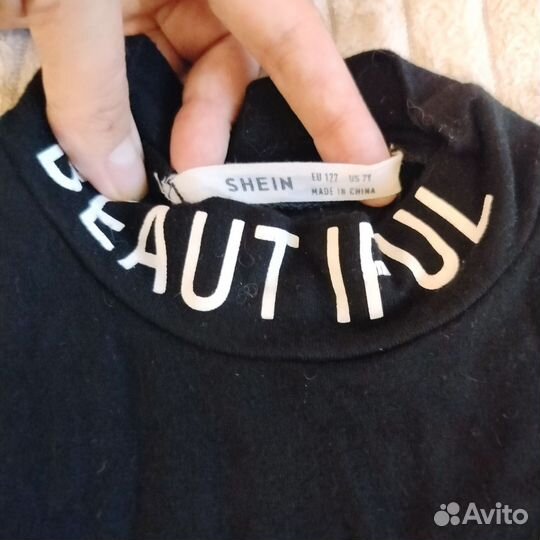 SHEIN
EU 122 US 7Y
MADE IN CHINA
BEAUTIFUL
Avito